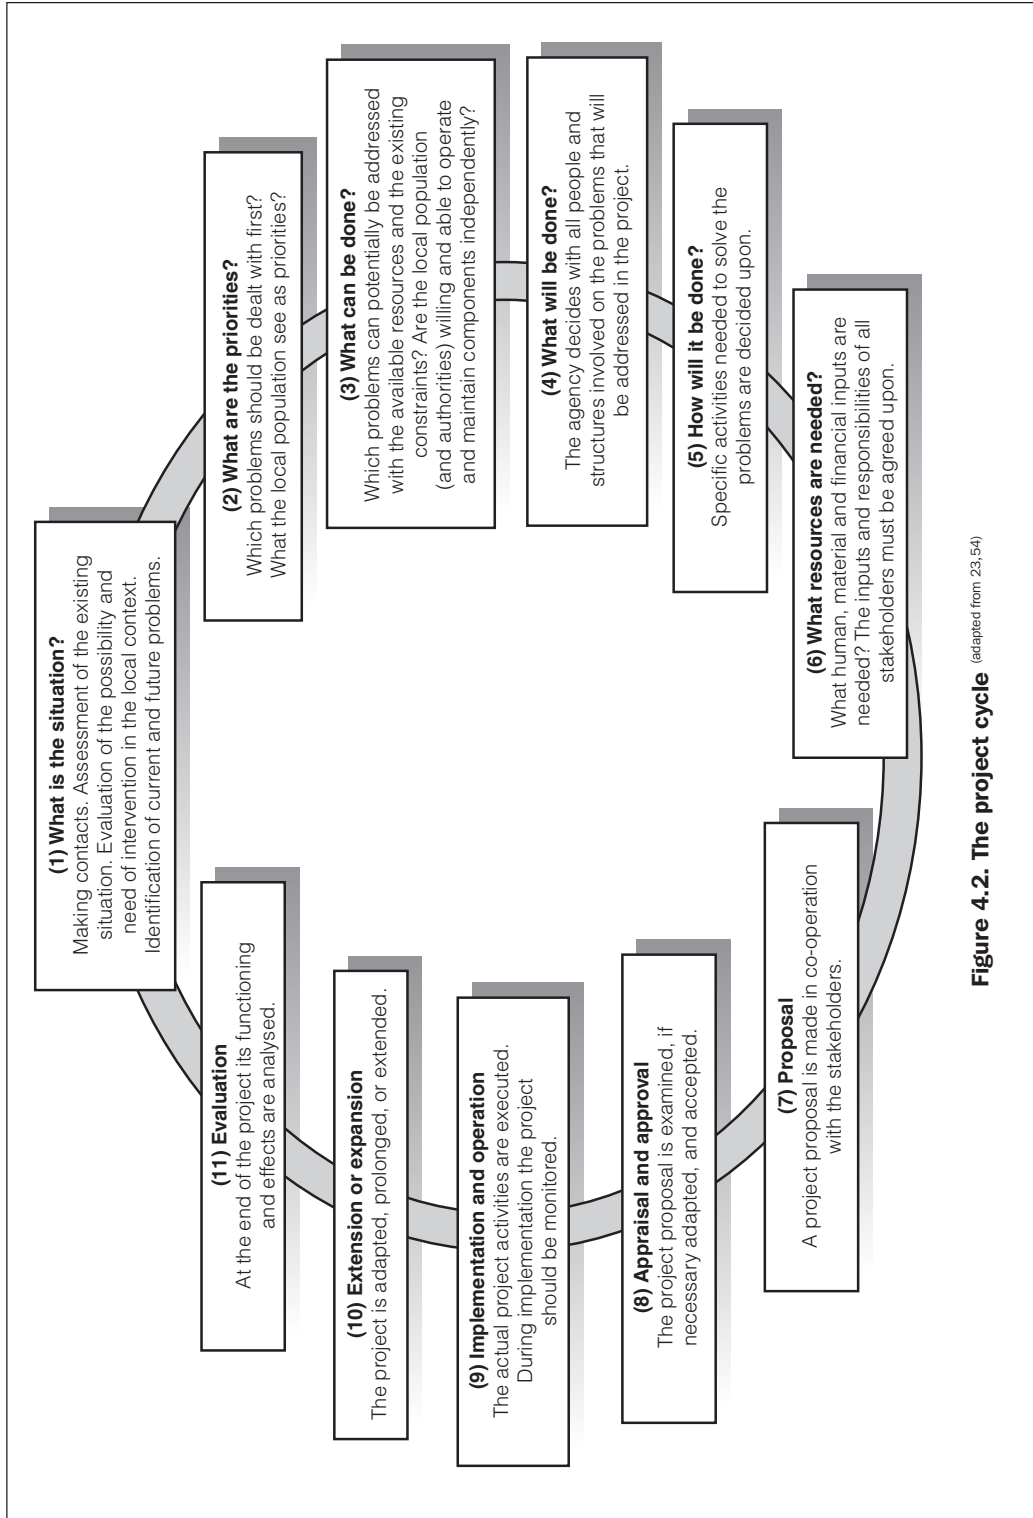 (1) What is the situation?
Making contacts. Assessment of the existing
situation. Evaluation of the possibility and
need of intervention in the local context.
Identification of current and future problems.
(2) What are the priorities?
Which problems should be dealt with first?
What the local population see as priorities?
(3) What can be done?
Which problems can potentially be addressed
with the available resources and the existing
constraints? Are the local population
(and authorities) willing and able to operate
and maintain components independently?
(4) What will be done?
The agency decides with all people and
structures involved on the problems that will
be addressed in the project.
(5) How will it be done?
Specific activities needed to solve the
problems are decided upon.
(6) What resources are needed?
What human, material and financial inputs are
needed? The inputs and responsibilities of all
stakeholders must be agreed upon.
(7) Proposal
A project proposal is made in co-operation
with the stakeholders.
(8) Appraisal and approval
The project proposal is examined, if
necessary adapted, and accepted.
(9) Implementation and operation
The actual project activities are executed.
During implementation the project
should be monitored.
(10) Extension or expansion
The project is adapted, prolonged, or extended.
(11) Evaluation
At the end of the project its functioning
and effects are analysed.
Figure 4.2. The project cycle (adapted from 23,54)